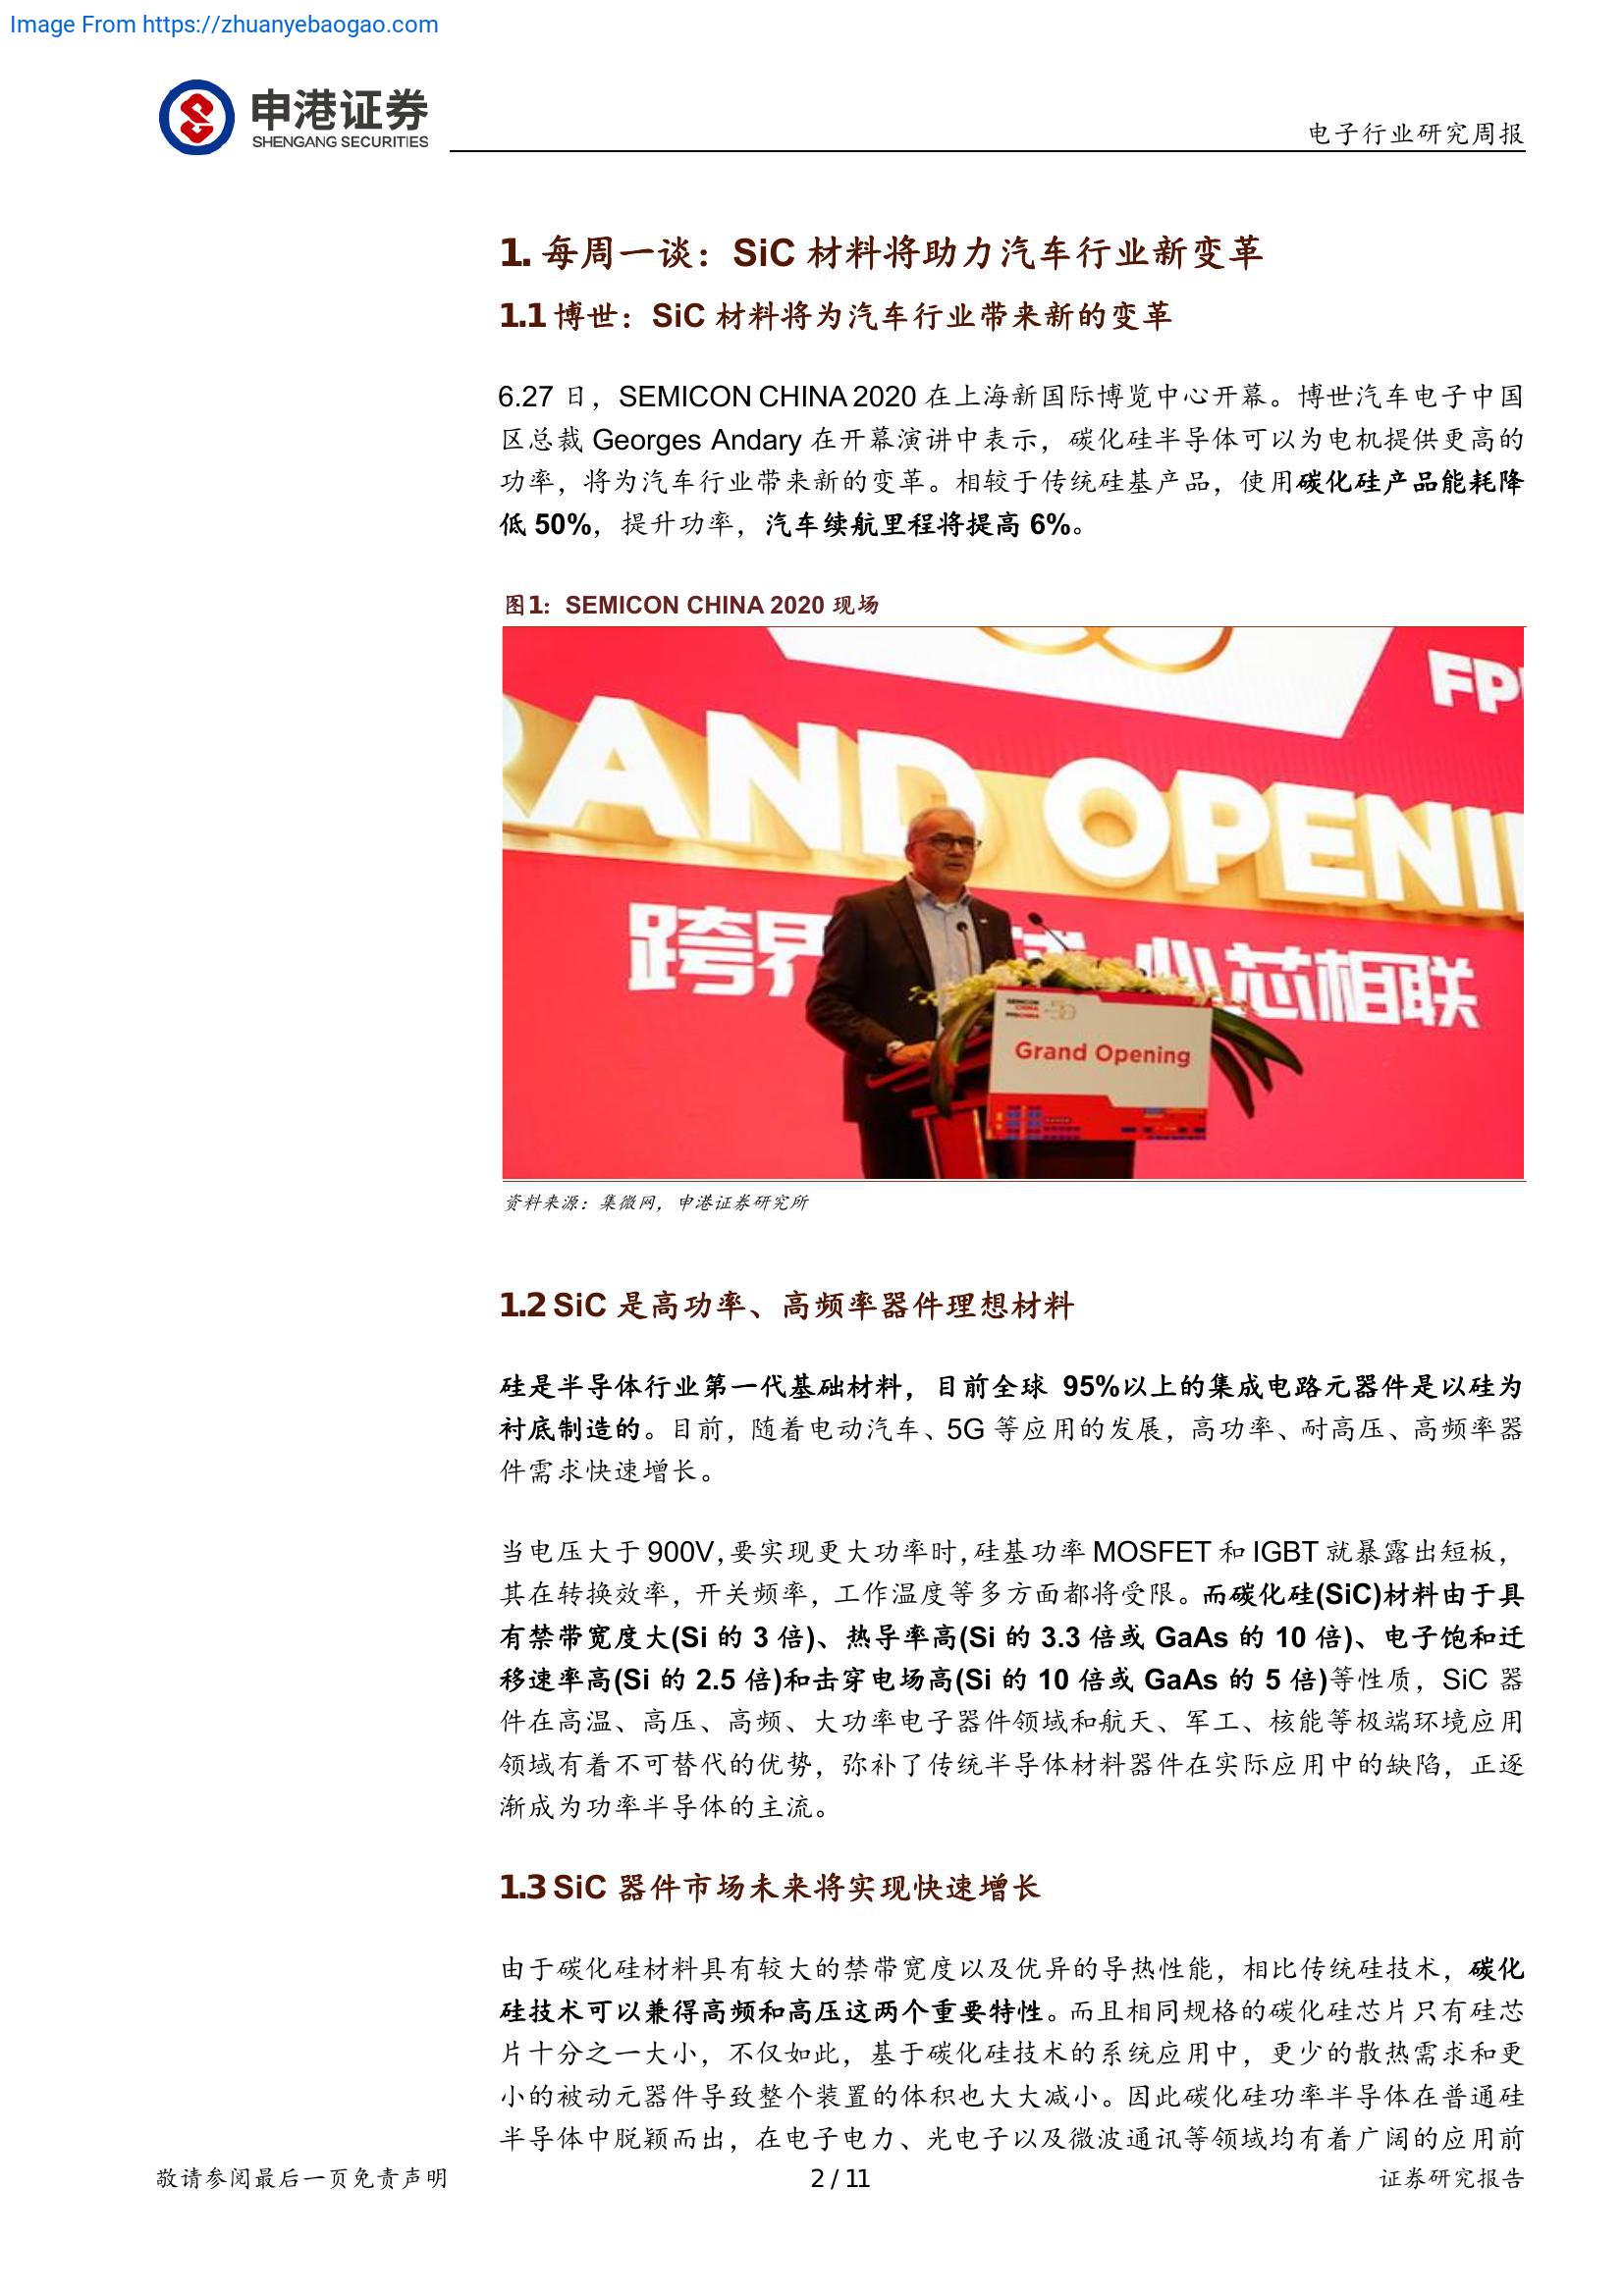 Image From https://zhuanyebaogao.com
申港证券
SHENGANG SECURITIES
电子行业研究周报
1. 每周一谈：SiC 材料将助力汽车行业新变革
1.1 博世：SiC 材料将为汽车行业带来新的变革
6.27 日，SEMICON CHINA 2020 在上海新国际博览中心开幕。博世汽车电子中国
区总裁 Georges Andary 在开幕演讲中表示，碳化硅半导体可以为电机提供更高的
功率，将为汽车行业带来新的变革。相较于传统硅基产品，使用碳化硅产品能耗降
低 50%，提升功率，汽车续航里程将提高 6%。
图1：SEMICON CHINA 2020 现场
FP
RAND OPENIN
跨界
心芯相联
SEMICON
CHINA
Grand Opening
资料来源：集微网，申港证券研究所
1.2 SiC 是高功率、高频率器件理想材料
硅是半导体行业第一代基础材料，目前全球 95%以上的集成电路元器件是以硅为
衬底制造的。目前，随着电动汽车、5G 等应用的发展，高功率、耐高压、高频率器
件需求快速增长。
当电压大于 900V，要实现更大功率时，硅基功率 MOSFET 和 IGBT 就暴露出短板，
其在转换效率，开关频率，工作温度等多方面都将受限。而碳化硅(SiC)材料由于具
有禁带宽度大(Si 的 3 倍)、热导率高(Si 的 3.3 倍或 GaAs 的 10 倍)、电子饱和迁
移速率高(Si 的 2.5 倍)和击穿电场高(Si 的 10 倍或 GaAs 的 5 倍)等性质，SiC 器
件在高温、高压、高频、大功率电子器件领域和航天、军工、核能等极端环境应用
领域有着不可替代的优势，弥补了传统半导体材料器件在实际应用中的缺陷，正逐
渐成为功率半导体的主流。
1.3 SiC 器件市场未来将实现快速增长
由于碳化硅材料具有较大的禁带宽度以及优异的导热性能，相比传统硅技术，碳化
硅技术可以兼得高频和高压这两个重要特性。而且相同规格的碳化硅芯片只有硅芯
片十分之一大小，不仅如此，基于碳化硅技术的系统应用中，更少的散热需求和更
小的被动元器件导致整个装置的体积也大大减小。因此碳化硅功率半导体在普通硅
半导体中脱颖而出，在电子电力、光电子以及微波通讯等领域均有着广阔的应用前
敬请参阅最后一页免责声明
2 / 11
证券研究报告